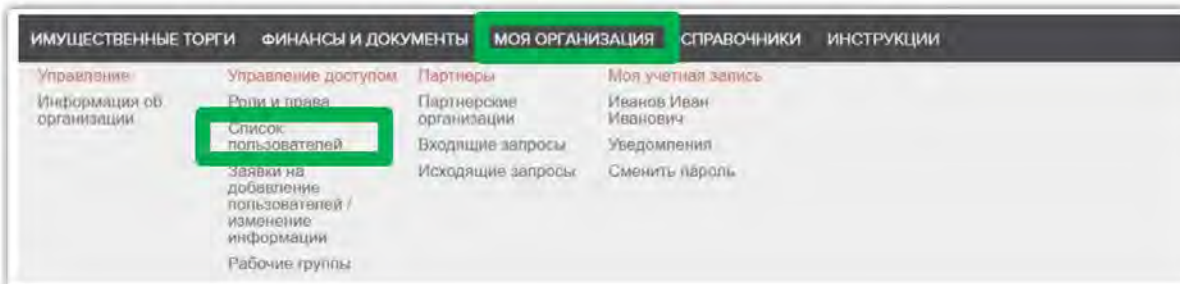 ИМУЩЕСТВЕННЫЕ ТОРГИ ФИНАНСЫ И ДОКУМЕНТЫ МОЯ ОРГАНИЗАЦИЯ СПРАВОЧНИКИ ИНСТРУКЦИИ
Управление
Информация об
организации
Управление доступом
Роли и права
Список
пользователей
Заявки на
добавление
пользователей /
изменение
информации
Рабочие группы
Партнеры
Партнерские
организации
Входящие запросы
Исходящие запросы
Моя учетная запись
Иванов Иван
Иванович
Уведомления
Сменить пароль